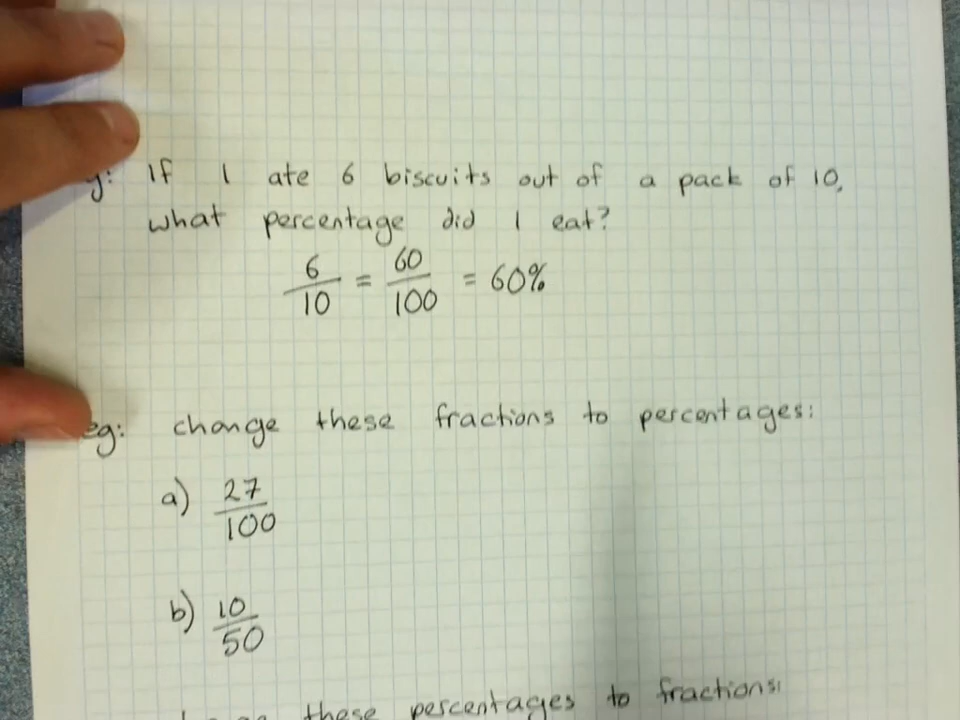 If I ate 6 biscuits out of a pack of 10,
what percentage did I eat?
6/10 = 60/100 = 60%
eg: change these fractions to percentages:
a) 27/100
b) 10/50
these percentages to fractions: